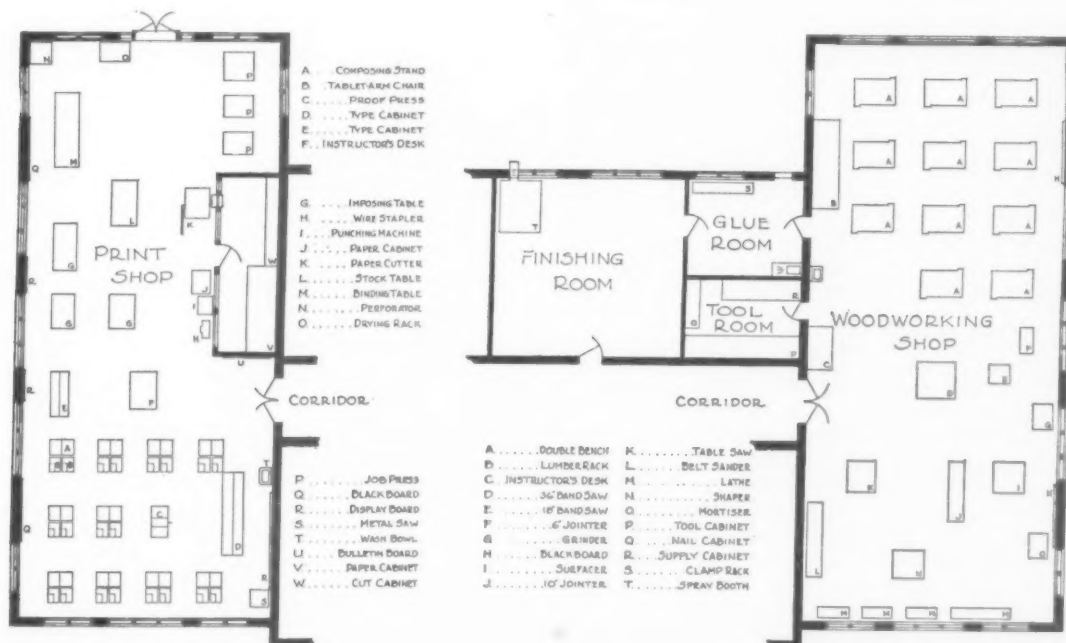 A....COMPOSING STAND
B....TABLET-ARM CHAIR
C.......PROOF PRESS
D.......TYPE CABINET
E.......TYPE CABINET
F..INSTRUCTOR'S DESK
G......IMPOSING TABLE
H.......WIRE STAPLER
I...PUNCHING MACHINE
J......PAPER CABINET
K......PAPER CUTTER
L........STOCK TABLE
M......BINDING TABLE
N.......PERFORATOR
O.......DRYING RACK
PRINT
SHOP
FINISHING
ROOM
GLUE
ROOM
TOOL
ROOM
WOODWORKING
SHOP
CORRIDOR
CORRIDOR
P.........JOB PRESS
Q......BLACKBOARD
R....DISPLAY BOARD
S........METAL SAW
T.......WASH BOWL
U...BULLETIN BOARD
V....PAPER CABINET
W......CUT CABINET
A......DOUBLE BENCH
B......LUMBER RACK
C..INSTRUCTOR'S DESK
D.....36" BAND SAW
E.....18" BAND SAW
F........6" JOINTER
G.........GRINDER
H......BLACKBOARD
I.........SURFACER
J.......10" JOINTER
K........TABLE SAW
L......BELT SANDER
M............LATHE
N...........SHAPER
O.........MORTISER
P.....TOOL CABINET
Q.....NAIL CABINET
R...SUPPLY CABINET
S.......CLAMP RACK
T......SPRAY BOOTH